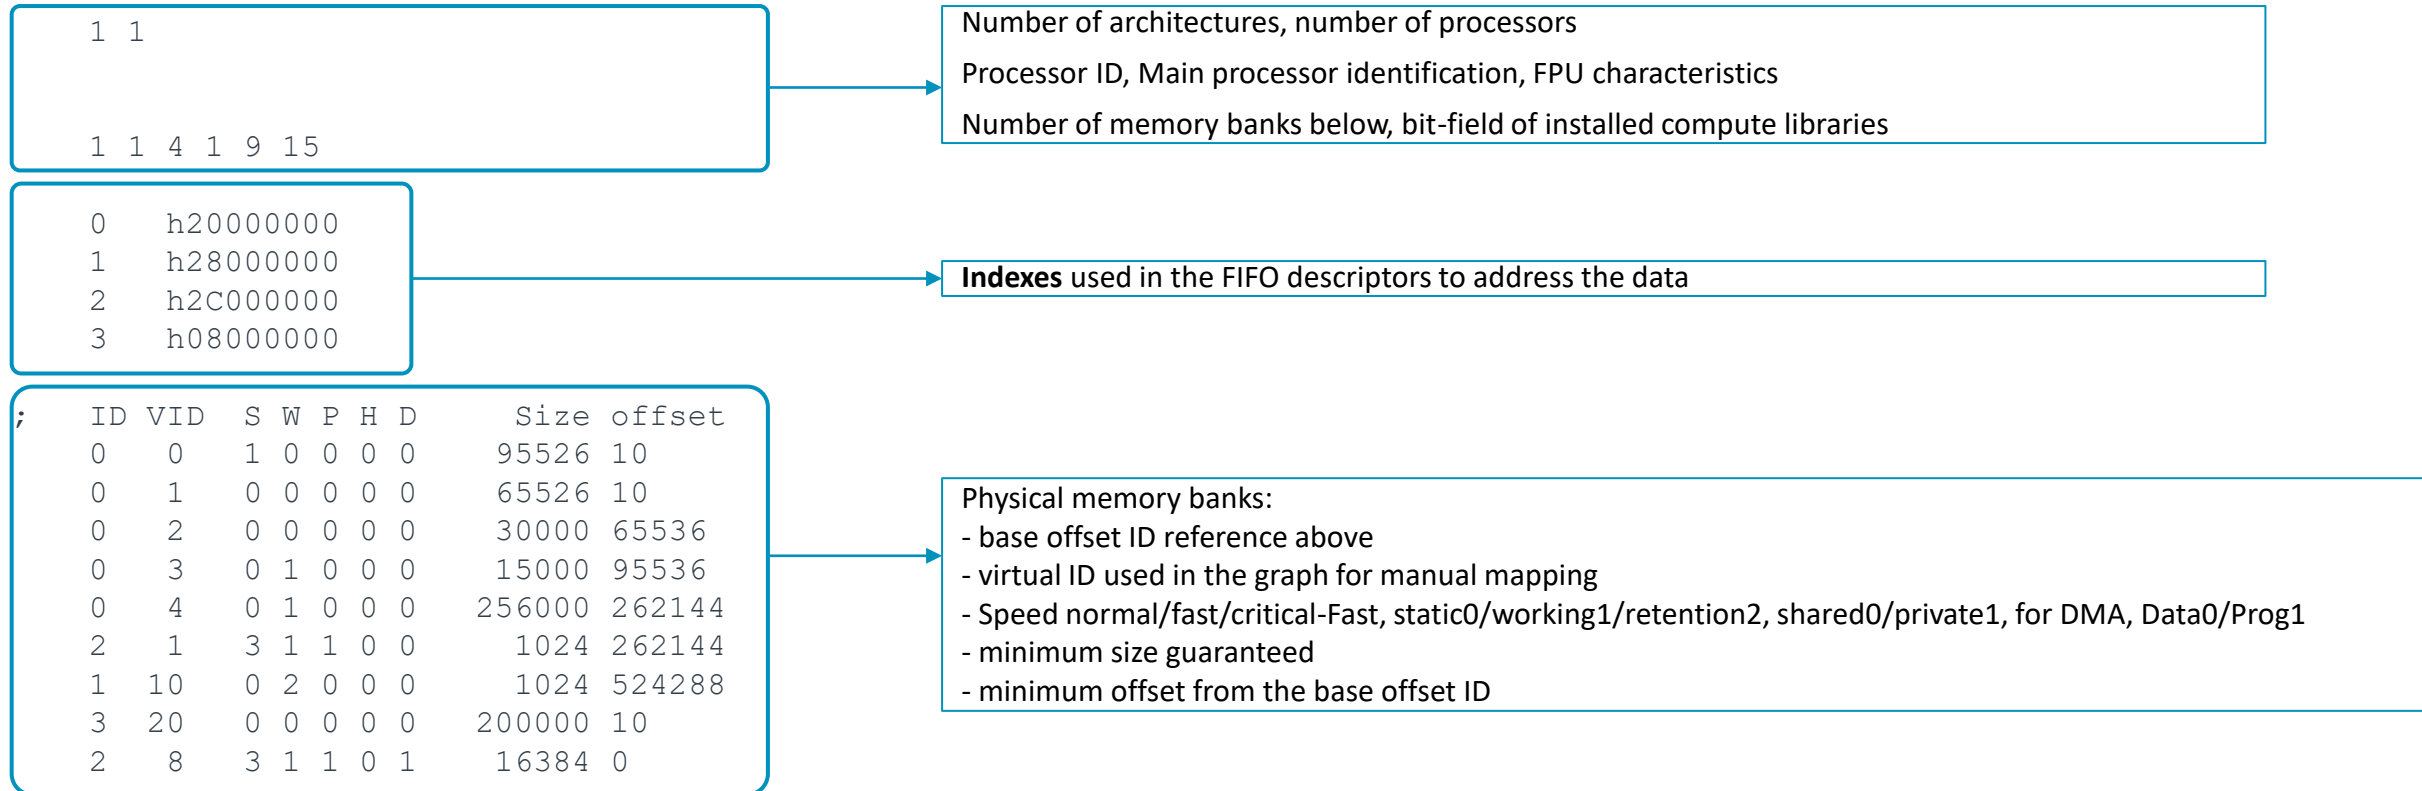 1 1
1 1 4 1 9 15
Number of architectures, number of processors
Processor ID, Main processor identification, FPU characteristics
Number of memory banks below, bit-field of installed compute libraries
0 h20000000
1 h28000000
2 h2C000000
3 h08000000
Indexes used in the FIFO descriptors to address the data
; ID VID S W P H D Size offset
0 0 1 0 0 0 0 95526 10
0 1 0 0 0 0 0 65526 10
0 2 0 0 0 0 0 30000 65536
0 3 0 1 0 0 0 15000 95536
0 4 0 1 0 0 0 256000 262144
2 1 3 1 1 0 0 1024 262144
1 10 0 2 0 0 0 1024 524288
3 20 0 0 0 0 0 200000 10
2 8 3 1 1 0 1 16384 0
Physical memory banks:
- base offset ID reference above
- virtual ID used in the graph for manual mapping
- Speed normal/fast/critical-Fast, static0/working1/retention2, shared0/private1, for DMA, Data0/Prog1
- minimum size guaranteed
- minimum offset from the base offset ID